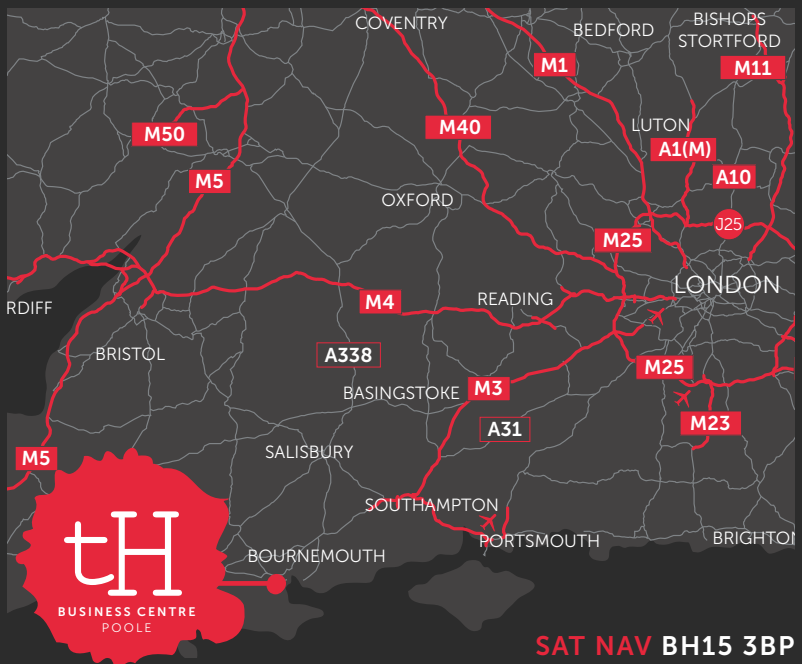 COVENTRY
BEDFORD
BISHOPS
STORTFORD
M1
M11
M50
M40
LUTON
A1(M)
M5
A10
OXFORD
J25
M25
LONDON
RDIFF
M4
READING
BRISTOL
A338
M25
BASINGSTOKE
M3
A31
M23
SALISBURY
M5
SOUTHAMPTON
PORTSMOUTH
BRIGHTON
tH
BOURNEMOUTH
BUSINESS CENTRE
POOLE
SAT NAV BH15 3BP